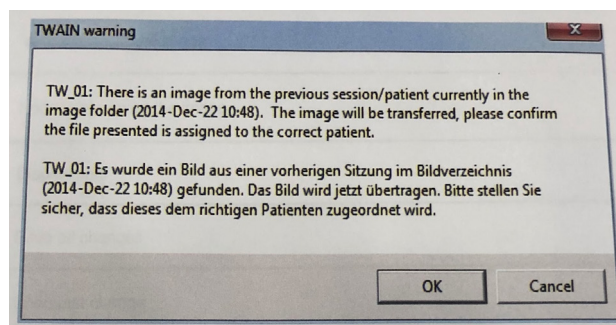 TWAIN warning
TW_01: There is an image from the previous session/patient currently in the
image folder (2014-Dec-22 10:48). The image will be transferred, please confirm
the file presented is assigned to the correct patient.
TW_01: Es wurde ein Bild aus einer vorherigen Sitzung im Bildverzeichnis
(2014-Dec-22 10:48) gefunden. Das Bild wird jetzt übertragen. Bitte stellen Sie
sicher, dass dieses dem richtigen Patienten zugeordnet wird.
OK
Cancel